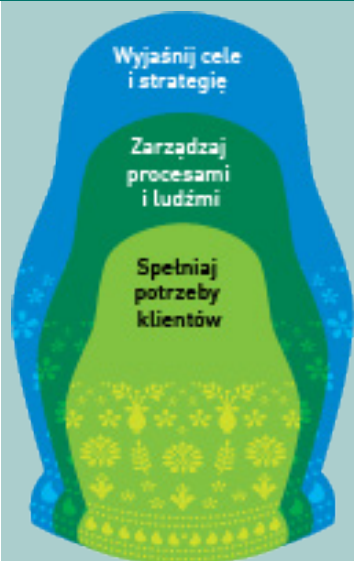 Wyjaśnij cele
i strategię
Zarządzaj
procesami
i ludźmi
Spełniaj
potrzeby
klientów